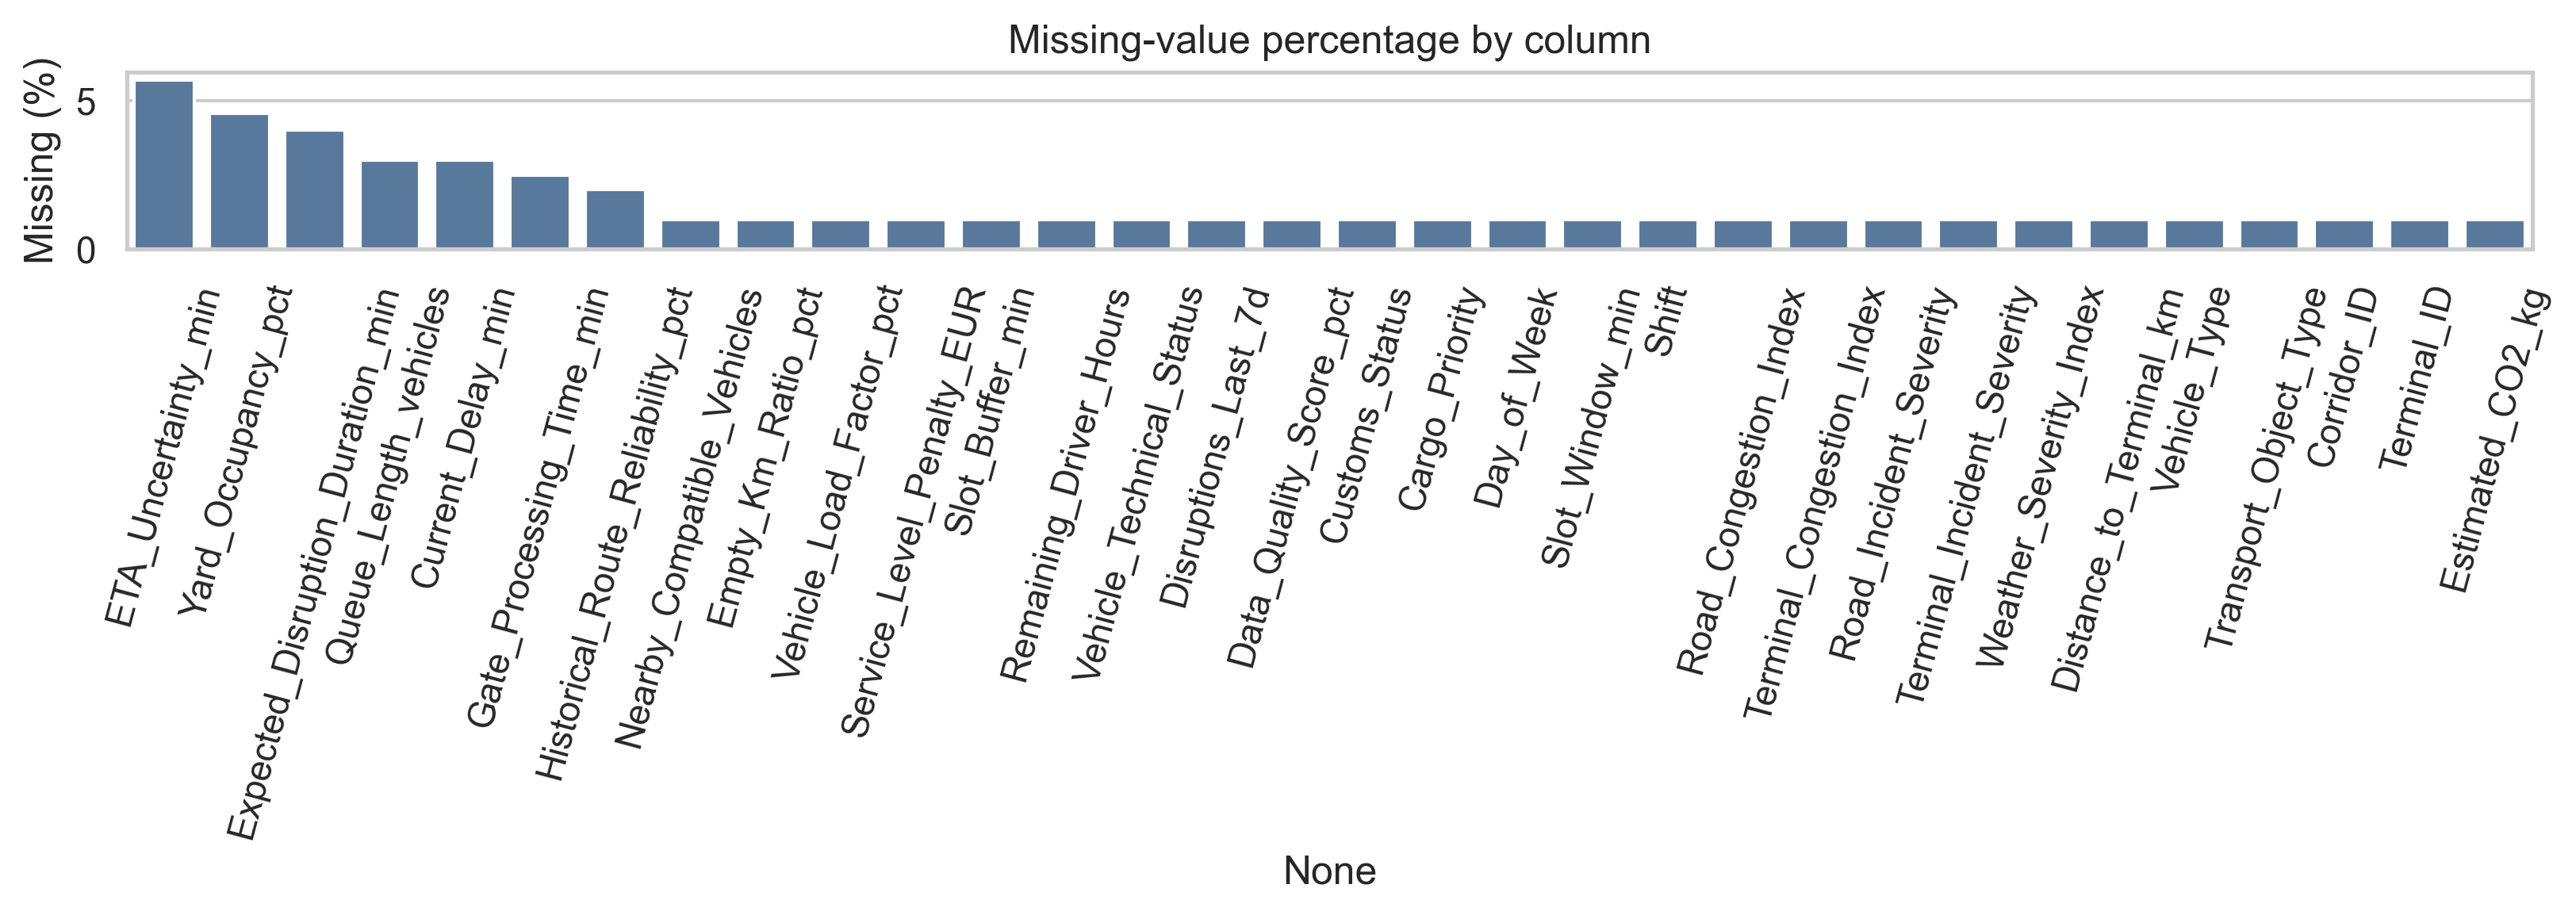 Missing-value percentage by column
Missing (%)
5
0
ETA_Uncertainty_min
Yard_Occupancy_pct
Expected_Disruption_Duration_min
Queue_Length_vehicles
Current_Delay_min
Gate_Processing_Time_min
Historical_Route_Reliability_pct
Nearby_Compatible_Vehicles
Empty_Km_Ratio_pct
Vehicle_Load_Factor_pct
Service_Level_Penalty_EUR
Slot_Buffer_min
Remaining_Driver_Hours
Vehicle_Technical_Status
Disruptions_Last_7d
Data_Quality_Score_pct
Customs_Status
Cargo_Priority
Day_of_Week
Slot_Window_min
Shift
Road_Congestion_Index
Terminal_Congestion_Index
Road_Incident_Severity
Terminal_Incident_Severity
Weather_Severity_Index
Distance_to_Terminal_km
Vehicle_Type
Transport_Object_Type
Corridor_ID
Terminal_ID
Estimated_CO2_kg
None